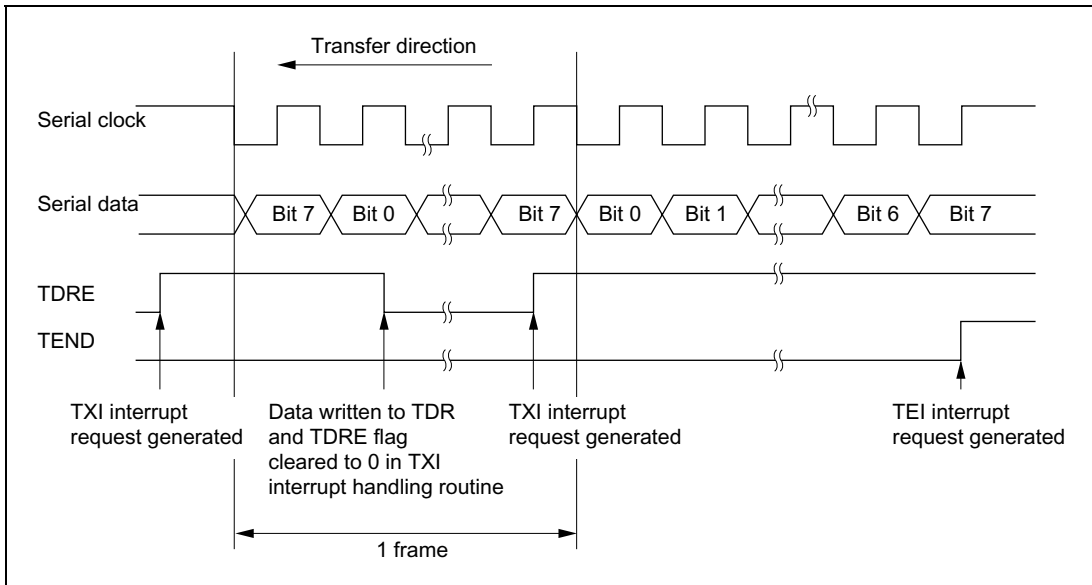 Transfer direction
Serial clock
Serial data
Bit 7 Bit 0 Bit 7 Bit 0 Bit 1 Bit 6 Bit 7
TDRE
TEND
TXI interrupt
request generated
Data written to TDR
and TDRE flag
cleared to 0 in TXI
interrupt handling routine
TXI interrupt
request generated
TEI interrupt
request generated
1 frame